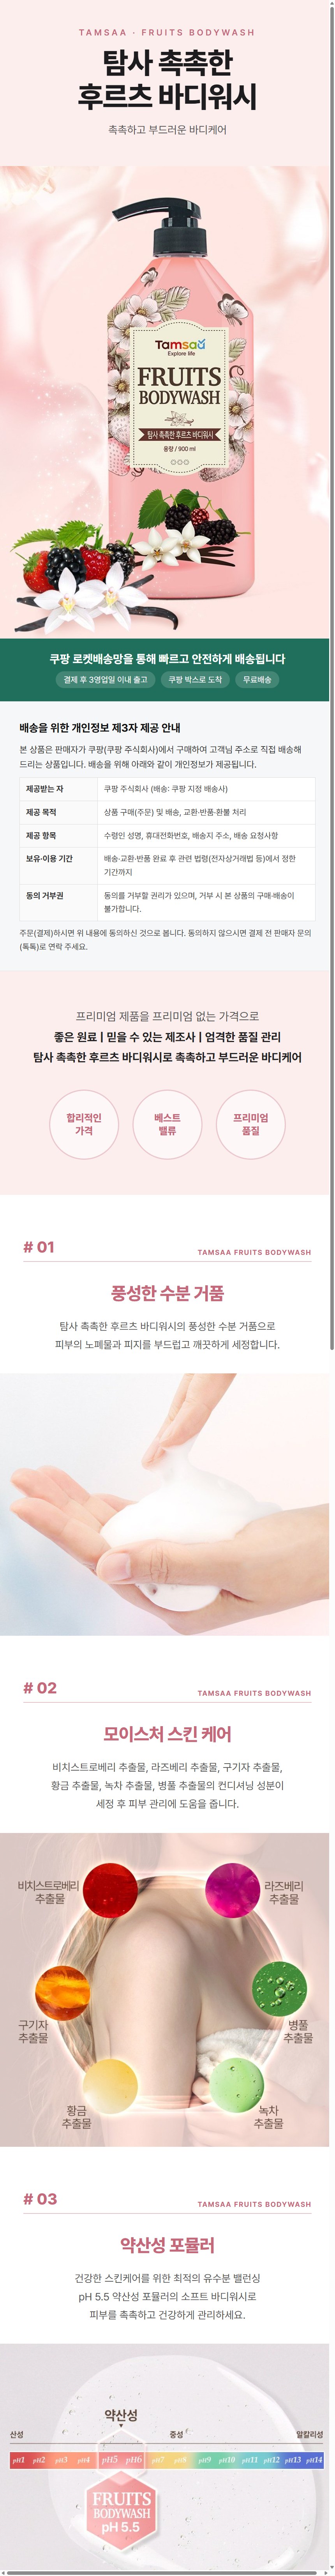 TAMSAA · FRUITS BODYWASH
탐사 촉촉한
후르츠 바디워시
촉촉하고 부드러운 바디케어
Tamsaa
Explore Me
FRUITS
BODYWASH
탐사 촉촉한 후르츠 바디워시
용량 / 900 ml
쿠팡 로켓배송망을 통해 빠르고 안전하게 배송됩니다
결제 후 3영업일 이내 출고 쿠팡 박스로 도착 무료배송
배송을 위한 개인정보 제3자 제공 안내
본 상품은 판매자가 쿠팡(쿠팡 주식회사)에서 구매하여 고객님 주소로 직접 배송해
드리는 상품입니다. 배송을 위해 아래와 같이 개인정보가 제공됩니다.
제공받는 자 쿠팡 주식회사 (배송: 쿠팡 지정 배송사)
제공 목적 상품 구매(주문) 및 배송, 교환·반품·환불 처리
제공 항목 수령인 성명, 휴대전화번호, 배송지 주소, 배송 요청사항
보유·이용 기간 배송·교환·반품 완료 후 관련 법령(전자상거래법 등)에서 정한
기간까지
동의 거부권 동의를 거부할 권리가 있으며, 거부 시 본 상품의 구매·배송이
불가합니다.
주문(결제)하시면 위 내용에 동의하신 것으로 봅니다. 동의하지 않으시면 결제 전 판매자 문의
(톡톡)로 연락 주세요.
프리미엄 제품을 프리미엄 없는 가격으로
좋은 원료 | 믿을 수 있는 제조사 | 엄격한 품질 관리
탐사 촉촉한 후르츠 바디워시로 촉촉하고 부드러운 바디케어
합리적인
가격
베스트
밸류
프리미엄
품질
# 01 TAMSAA FRUITS BODYWASH
풍성한 수분 거품
탐사 촉촉한 후르츠 바디워시의 풍성한 수분 거품으로
피부의 노폐물과 피지를 부드럽고 깨끗하게 세정합니다.
# 02 TAMSAA FRUITS BODYWASH
모이스처 스킨 케어
비치스트로베리 추출물, 라즈베리 추출물, 구기자 추출물,
황금 추출물, 녹차 추출물, 병풀 추출물의 컨디셔닝 성분이
세정 후 피부 관리에 도움을 줍니다.
비치스트로베리
추출물
라즈베리
추출물
구기자
추출물
병풀
추출물
황금
추출물
녹차
추출물
# 03 TAMSAA FRUITS BODYWASH
약산성 포뮬러
건강한 스킨케어를 위한 최적의 유수분 밸런싱
pH 5.5 약산성 포뮬러의 소프트 바디워시로
피부를 촉촉하고 건강하게 관리하세요.
약산성
산성 중성 알칼리성
pH1 pH2 pH3 pH4 pH5 pH6 pH7 pH8 pH9 pH10 pH11 pH12 pH13 pH14
FRUITS
BODYWASH
pH 5.5